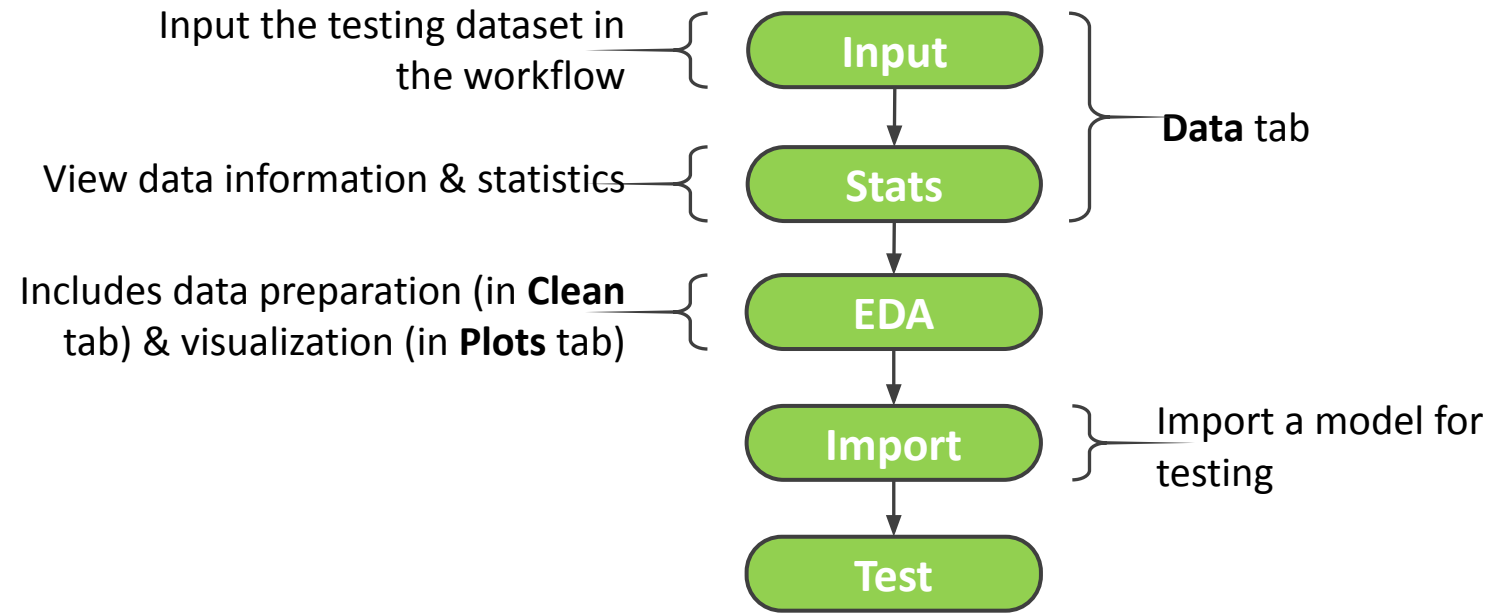 Input the testing dataset in
the workflow
Input
Data tab
View data information & statistics
Stats
Includes data preparation (in Clean
tab) & visualization (in Plots tab)
EDA
Import
Import a model for
testing
Test